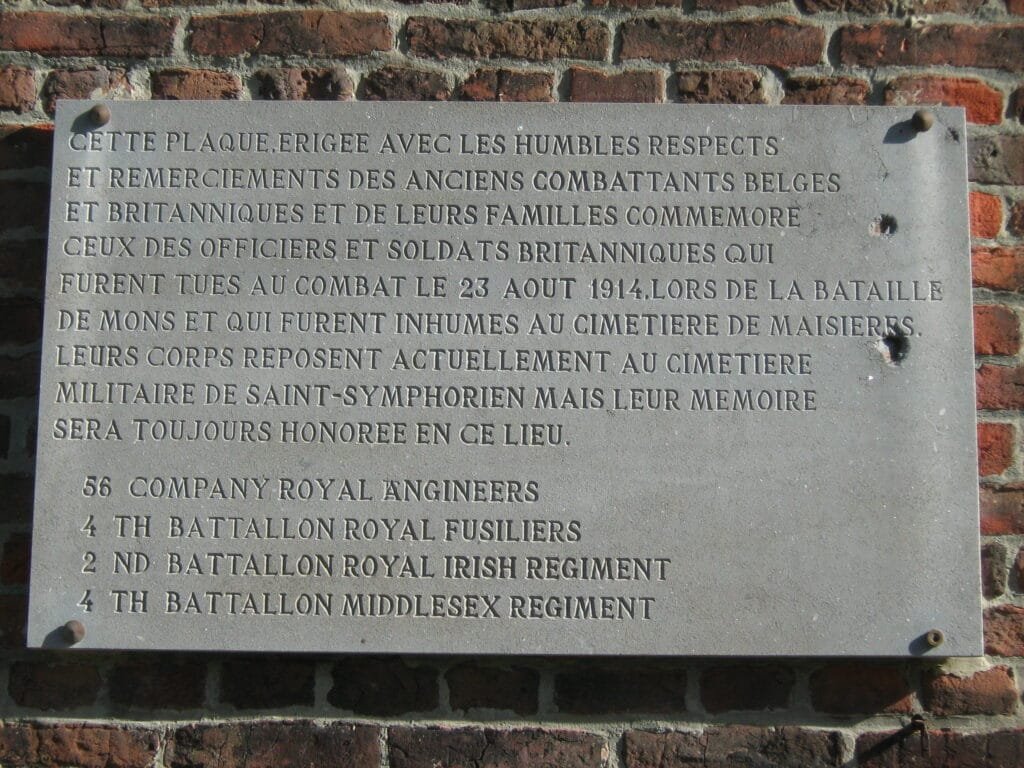 CETTE PLAQUE,ERIGEE AVEC LES HUMBLES RESPECTS
ET REMERCIEMENTS DES ANCIENS COMBATTANTS BELGES
ET BRITANNIQUES ET DE LEURS FAMILLES COMMEMORE
CEUX DES OFFICIERS ET SOLDATS BRITANNIQUES QUI
FURENT TUES AU COMBAT LE 23 AOUT 1914,LORS DE LA BATAILLE
DE MONS ET QUI FURENT INHUMES AU CIMETIERE DE MAISIERES.
LEURS CORPS REPOSENT ACTUELLEMENT AU CIMETIERE
MILITAIRE DE SAINT-SYMPHORIEN MAIS LEUR MEMOIRE
SERA TOUJOURS HONOREE EN CE LIEU.
56 COMPANY ROYAL ANGINEERS
4 TH BATTALLON ROYAL FUSILIERS
2 ND BATTALLON ROYAL IRISH REGIMENT
4 TH BATTALLON MIDDLESEX REGIMENT